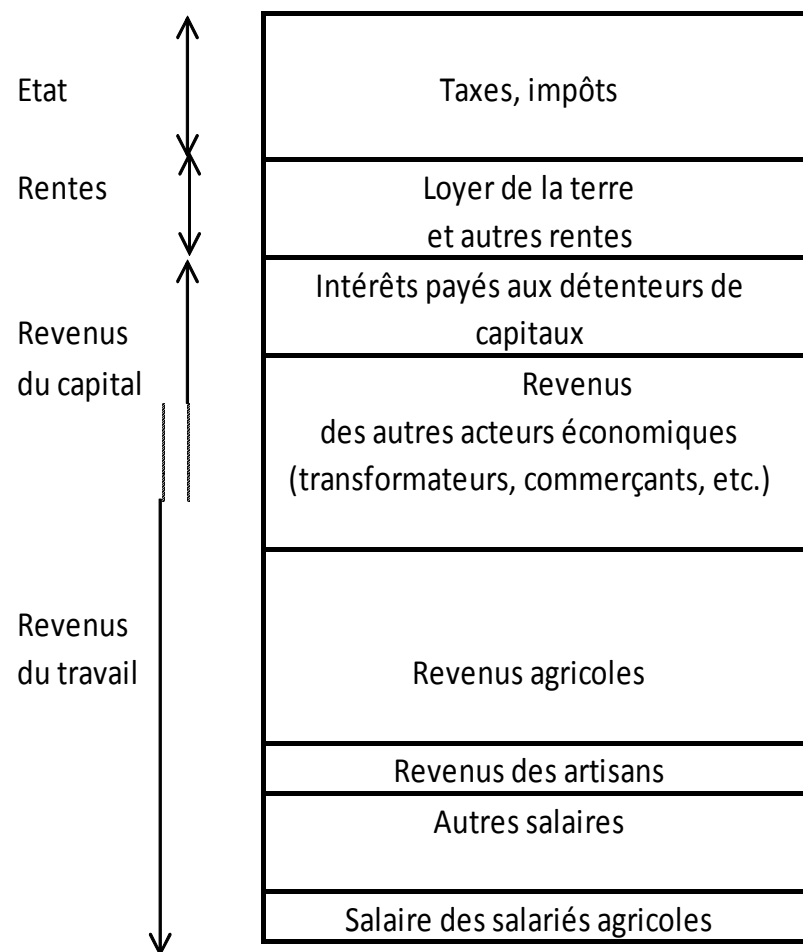 Etat
Taxes, impôts
Rentes
Loyer de la terre
et autres rentes
Intérêts payés aux détenteurs de
capitaux
Revenus
du capital
Revenus
des autres acteurs économiques
(transformateurs, commerçants, etc.)
Revenus
du travail
Revenus agricoles
Revenus des artisans
Autres salaires
Salaire des salariés agricoles